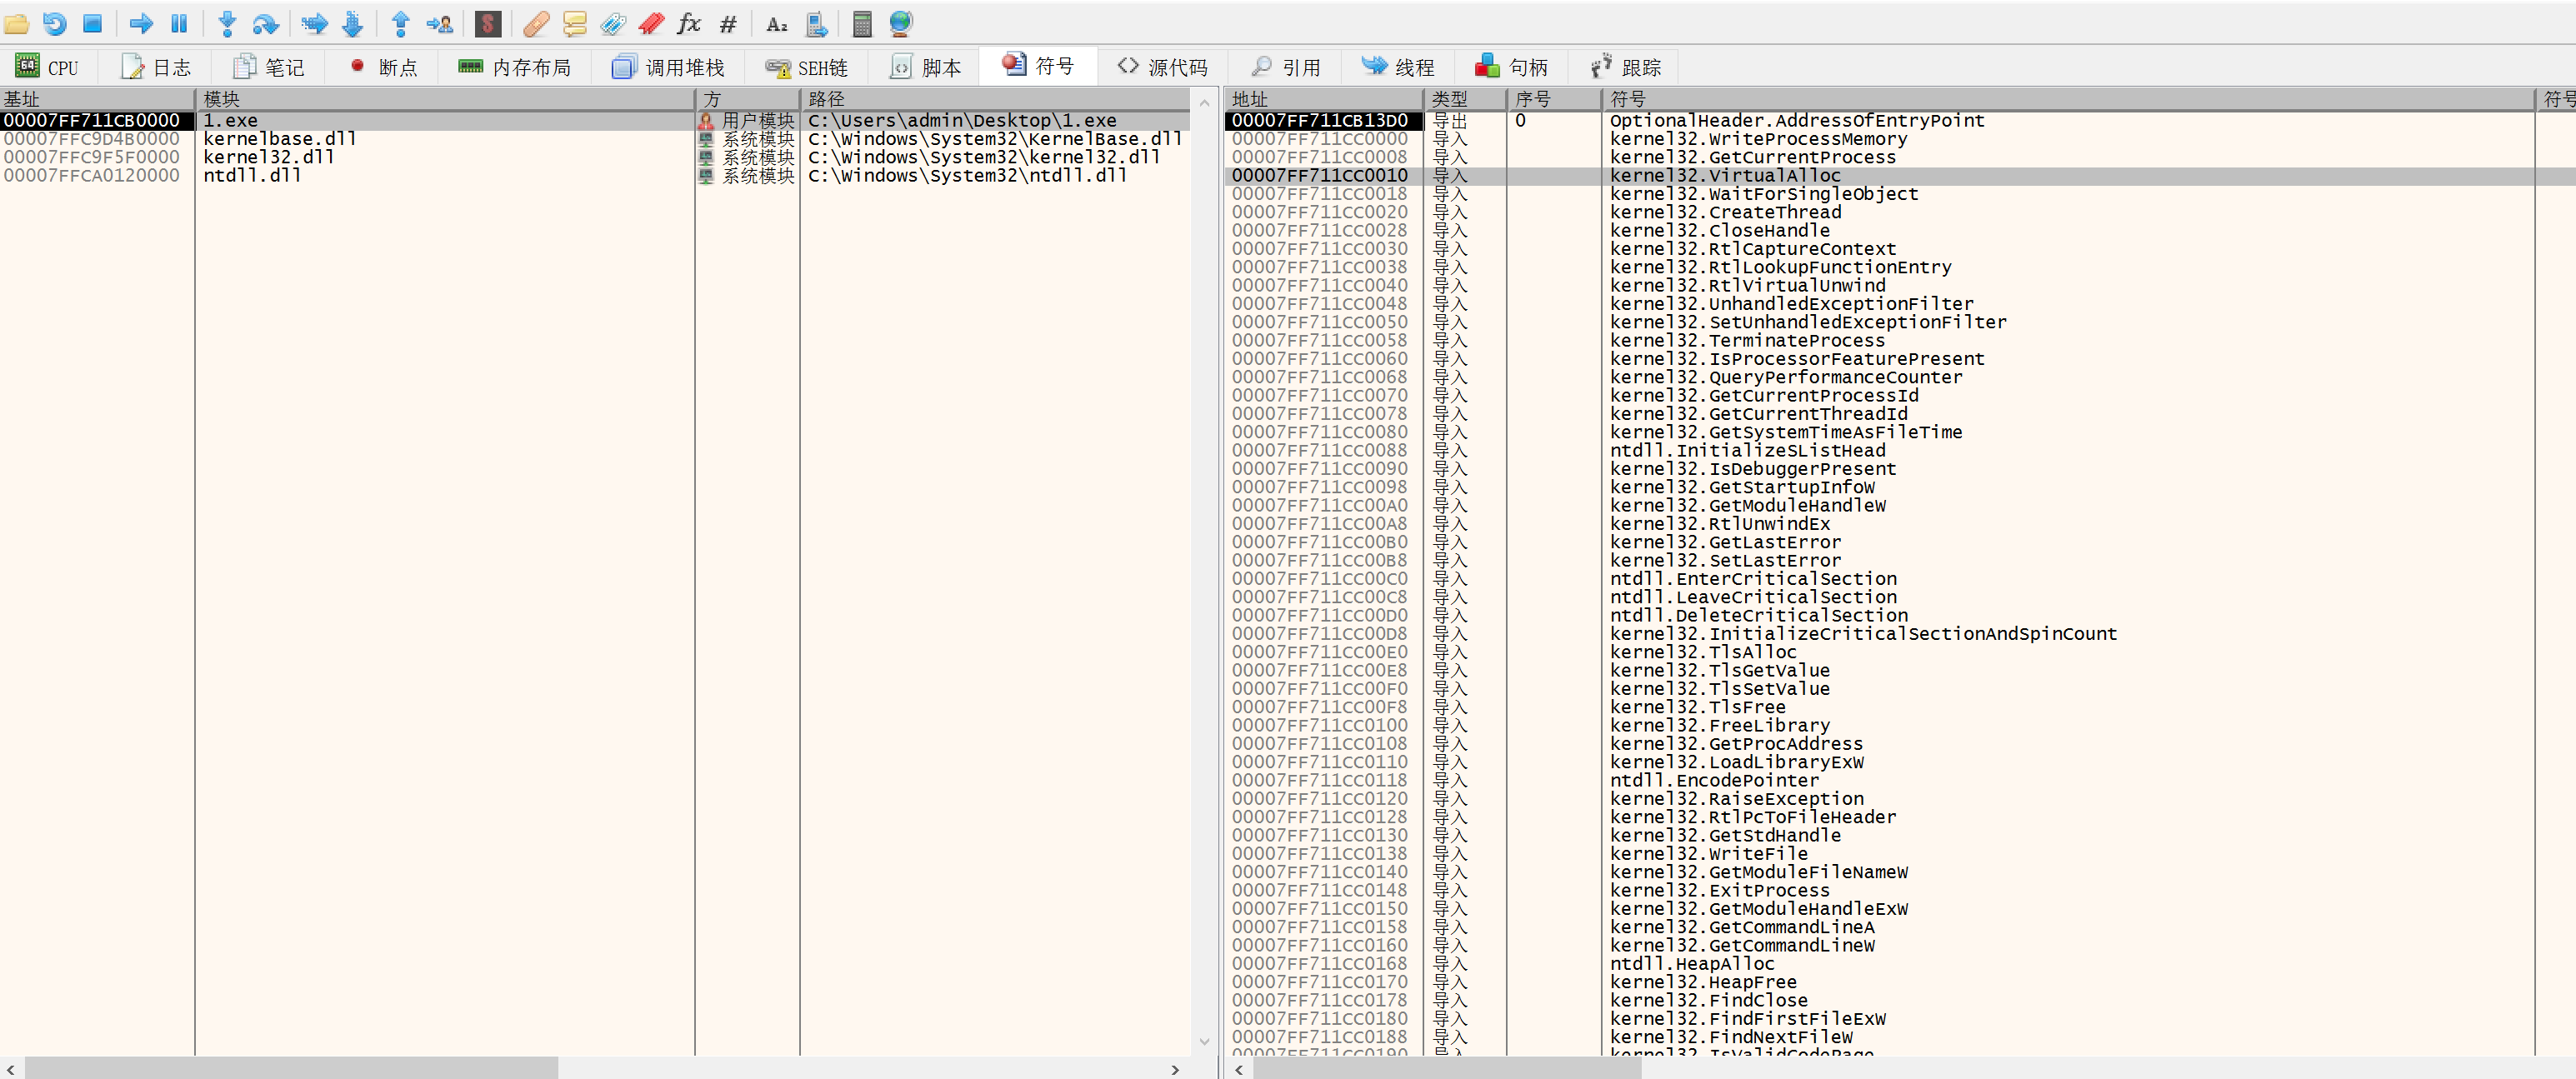 CPU 日志 笔记 断点 内存布局 调用堆栈 SEH链 脚本 符号 源代码 引用 线程 句柄 跟踪
基址 模块 方 路径
00007FF711CB0000 1.exe 用户模块 C:\Users\admin\Desktop\1.exe
00007FFC9D4B0000 kernelbase.dll 系统模块 C:\Windows\System32\KernelBase.dll
00007FFC9F5F0000 kernel32.dll 系统模块 C:\Windows\System32\kernel32.dll
00007FFCA0120000 ntdll.dll 系统模块 C:\Windows\System32\ntdll.dll
地址 类型 序号 符号 符号
00007FF711CB13D0 导出 0 OptionalHeader.AddressOfEntryPoint
00007FF711CC0000 导入 kernel32.WriteProcessMemory
00007FF711CC0008 导入 kernel32.GetCurrentProcess
00007FF711CC0010 导入 kernel32.VirtualAlloc
00007FF711CC0018 导入 kernel32.WaitForSingleObject
00007FF711CC0020 导入 kernel32.CreateThread
00007FF711CC0028 导入 kernel32.CloseHandle
00007FF711CC0030 导入 kernel32.RtlCaptureContext
00007FF711CC0038 导入 kernel32.RtlLookupFunctionEntry
00007FF711CC0040 导入 kernel32.RtlVirtualUnwind
00007FF711CC0048 导入 kernel32.UnhandledExceptionFilter
00007FF711CC0050 导入 kernel32.SetUnhandledExceptionFilter
00007FF711CC0058 导入 kernel32.TerminateProcess
00007FF711CC0060 导入 kernel32.IsProcessorFeaturePresent
00007FF711CC0068 导入 kernel32.QueryPerformanceCounter
00007FF711CC0070 导入 kernel32.GetCurrentProcessId
00007FF711CC0078 导入 kernel32.GetCurrentThreadId
00007FF711CC0080 导入 kernel32.GetSystemTimeAsFileTime
00007FF711CC0088 导入 ntdll.InitializeSListHead
00007FF711CC0090 导入 kernel32.IsDebuggerPresent
00007FF711CC0098 导入 kernel32.GetStartupInfoW
00007FF711CC00A0 导入 kernel32.GetModuleHandleW
00007FF711CC00A8 导入 kernel32.RtlUnwindEx
00007FF711CC00B0 导入 kernel32.GetLastError
00007FF711CC00B8 导入 kernel32.SetLastError
00007FF711CC00C0 导入 ntdll.EnterCriticalSection
00007FF711CC00C8 导入 ntdll.LeaveCriticalSection
00007FF711CC00D0 导入 ntdll.DeleteCriticalSection
00007FF711CC00D8 导入 kernel32.InitializeCriticalSectionAndSpinCount
00007FF711CC00E0 导入 kernel32.TlsAlloc
00007FF711CC00E8 导入 kernel32.TlsGetValue
00007FF711CC00F0 导入 kernel32.TlsSetValue
00007FF711CC00F8 导入 kernel32.TlsFree
00007FF711CC0100 导入 kernel32.FreeLibrary
00007FF711CC0108 导入 kernel32.GetProcAddress
00007FF711CC0110 导入 kernel32.LoadLibraryExW
00007FF711CC0118 导入 ntdll.EncodePointer
00007FF711CC0120 导入 kernel32.RaiseException
00007FF711CC0128 导入 kernel32.RtlPcToFileHeader
00007FF711CC0130 导入 kernel32.GetStdHandle
00007FF711CC0138 导入 kernel32.WriteFile
00007FF711CC0140 导入 kernel32.GetModuleFileNameW
00007FF711CC0148 导入 kernel32.ExitProcess
00007FF711CC0150 导入 kernel32.GetModuleHandleExW
00007FF711CC0158 导入 kernel32.GetCommandLineA
00007FF711CC0160 导入 kernel32.GetCommandLineW
00007FF711CC0168 导入 ntdll.HeapAlloc
00007FF711CC0170 导入 kernel32.HeapFree
00007FF711CC0178 导入 kernel32.FindClose
00007FF711CC0180 导入 kernel32.FindFirstFileExW
00007FF711CC0188 导入 kernel32.FindNextFileW
00007FF711CC0190 导入 kernel32.IsValidCodePage